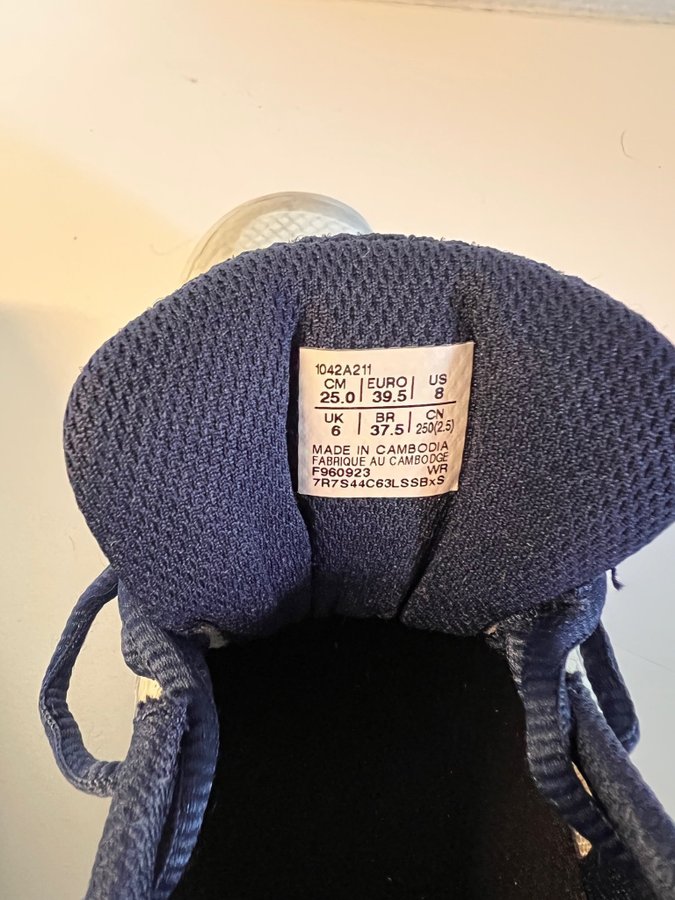 1042A211
CM EURO US
25.0 39.5 8
UK BR CN
6 37.5 250(2.5)
MADE IN CAMBODIA
FABRIQUE AU CAMBODGE
F960923 WR
7R7S44C63LSSBxS